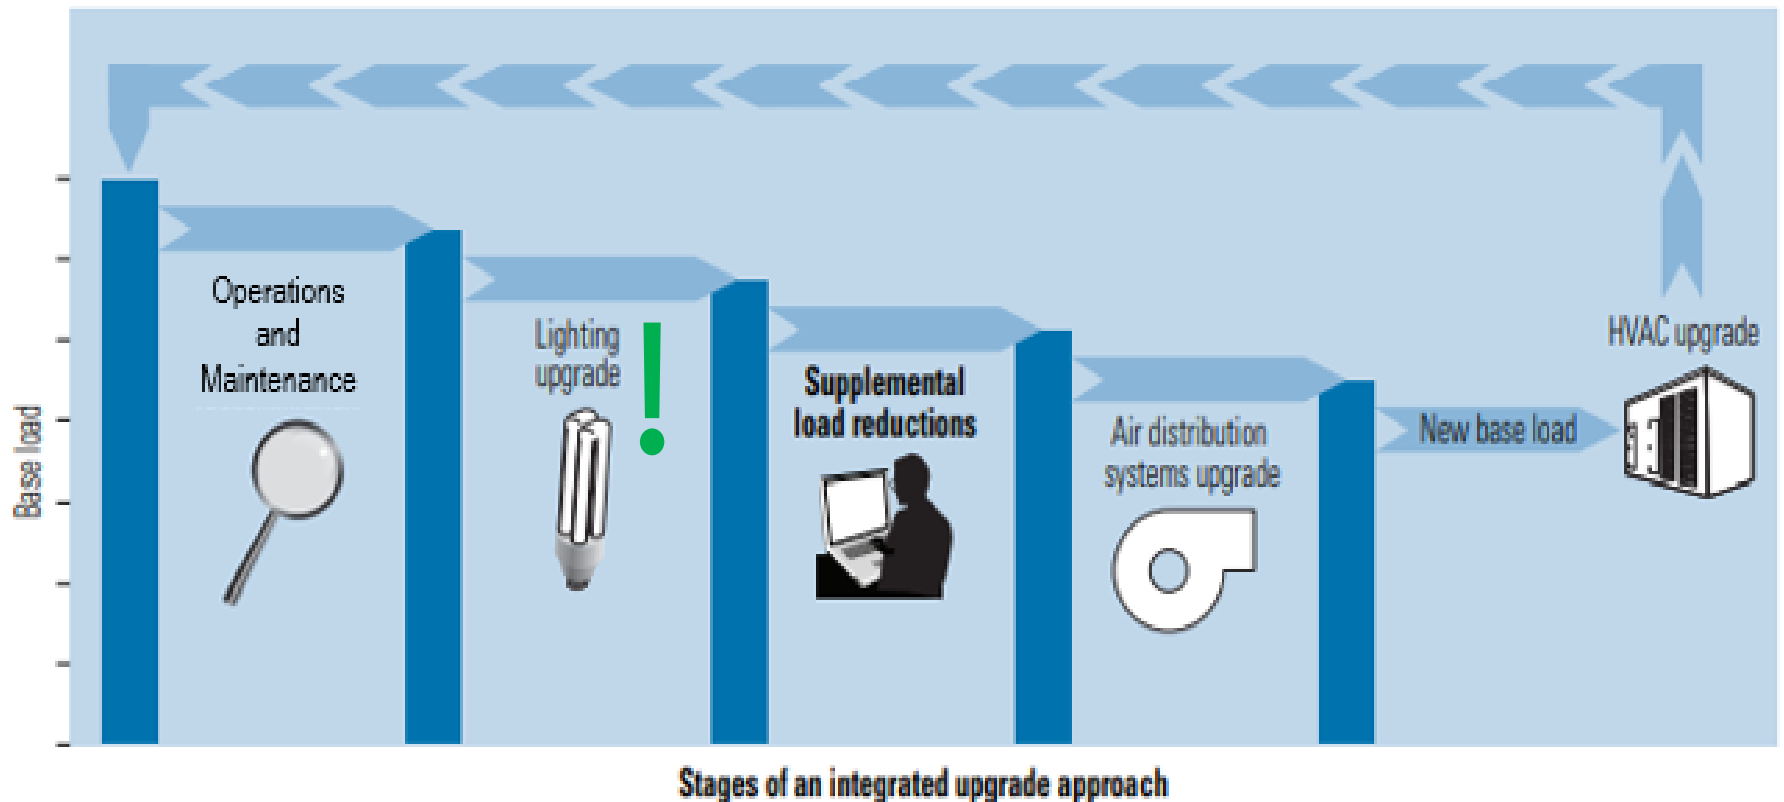 Base load
Operations
and
Maintenance
Lighting
upgrade
!
Supplemental
load reductions
Air distribution
systems upgrade
New base load
HVAC upgrade
Stages of an integrated upgrade approach